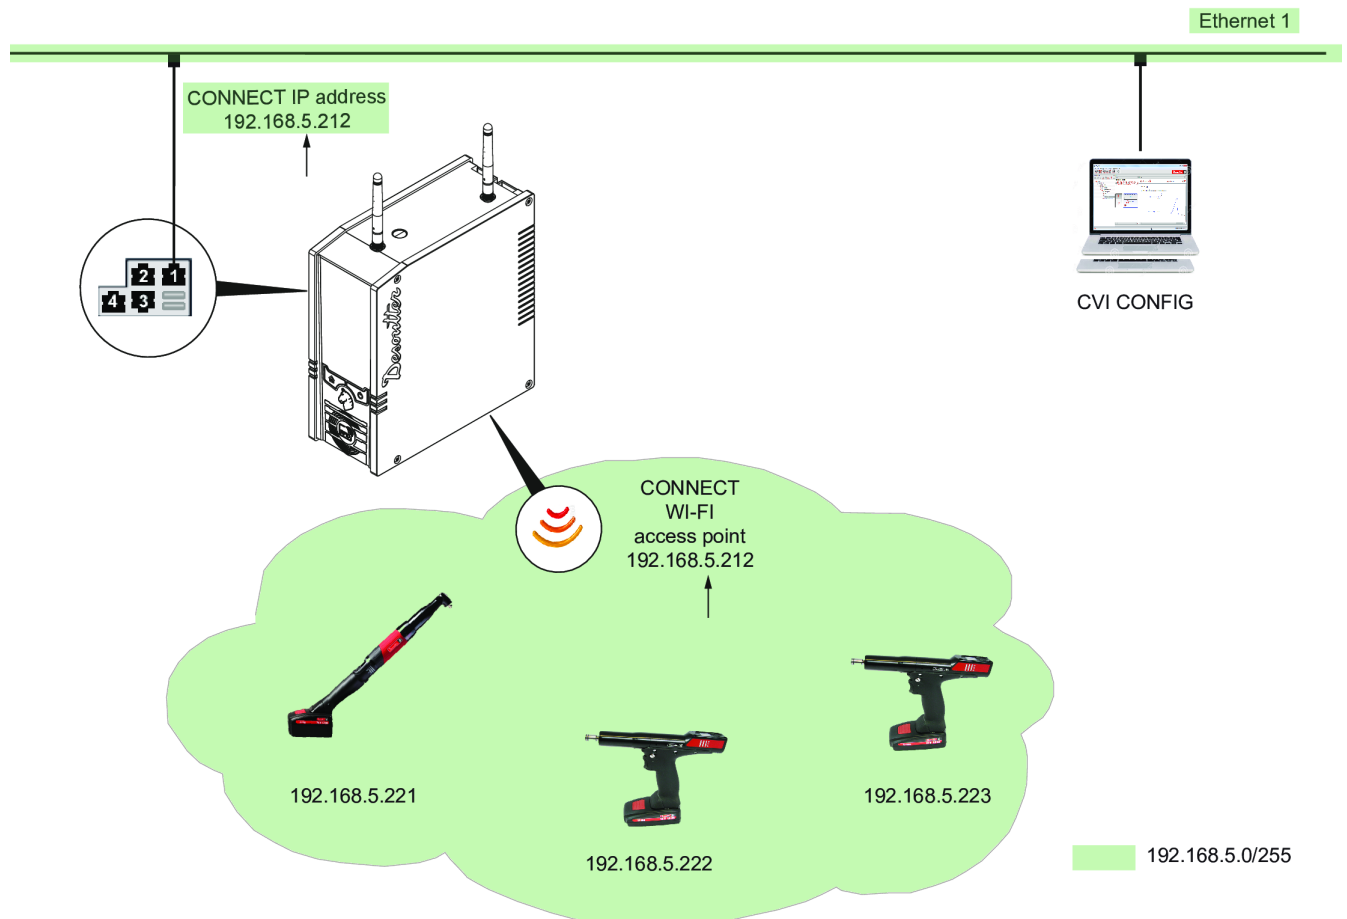 Ethernet 1
CONNECT IP address
192.168.5.212
2
1
4
3
Desoutter
CVI CONFIG
CONNECT
WI-FI
access point
192.168.5.212
192.168.5.221
192.168.5.222
192.168.5.223
192.168.5.0/255